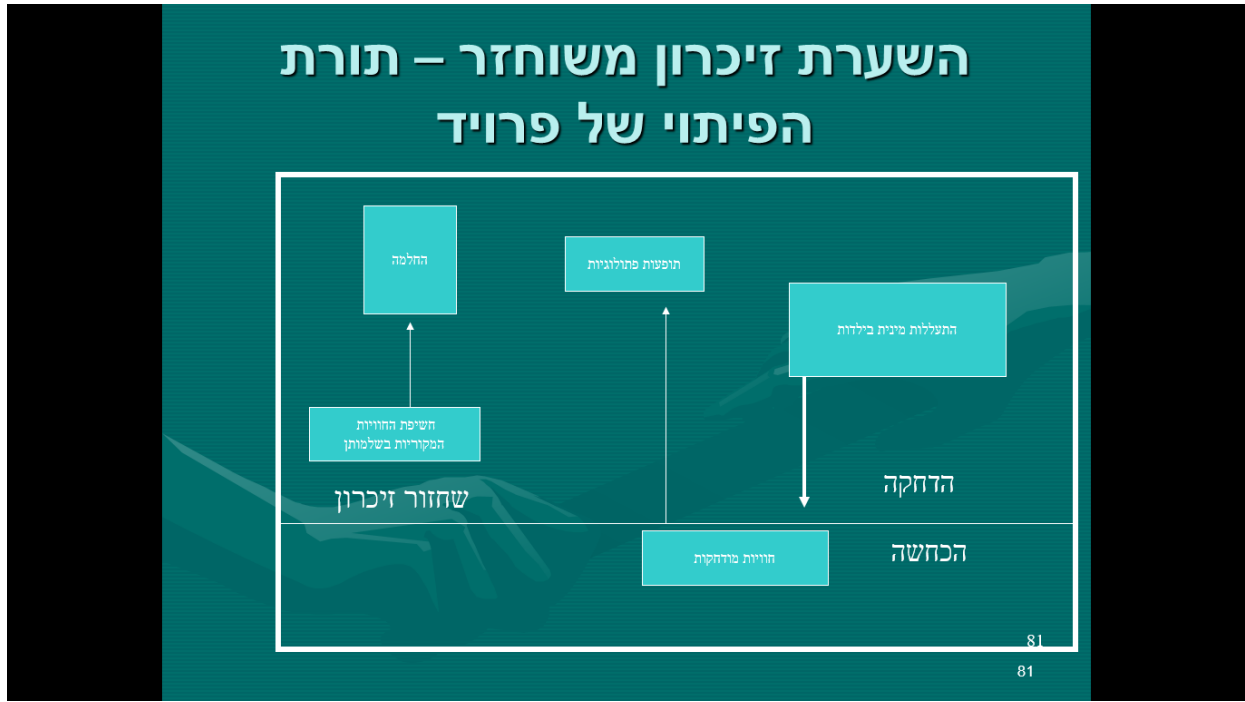 השערת זיכרון משוחזר – תורת
הפיתוי של פרויד
התעללות מינית בילדות
תופעות פתולוגיות
החלמה
חשיפת החוויות
המקוריות בשלמותן
הדחקה
שחזור זיכרון
הכחשה
חוויות מודחקות
81
81